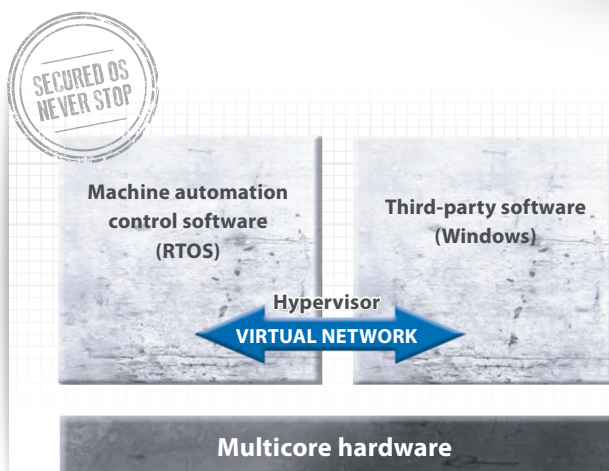 SECURED OS
NEVER STOP
Machine automation
control software
(RTOS)
Third-party software
(Windows)
Hypervisor
VIRTUAL NETWORK
Multicore hardware